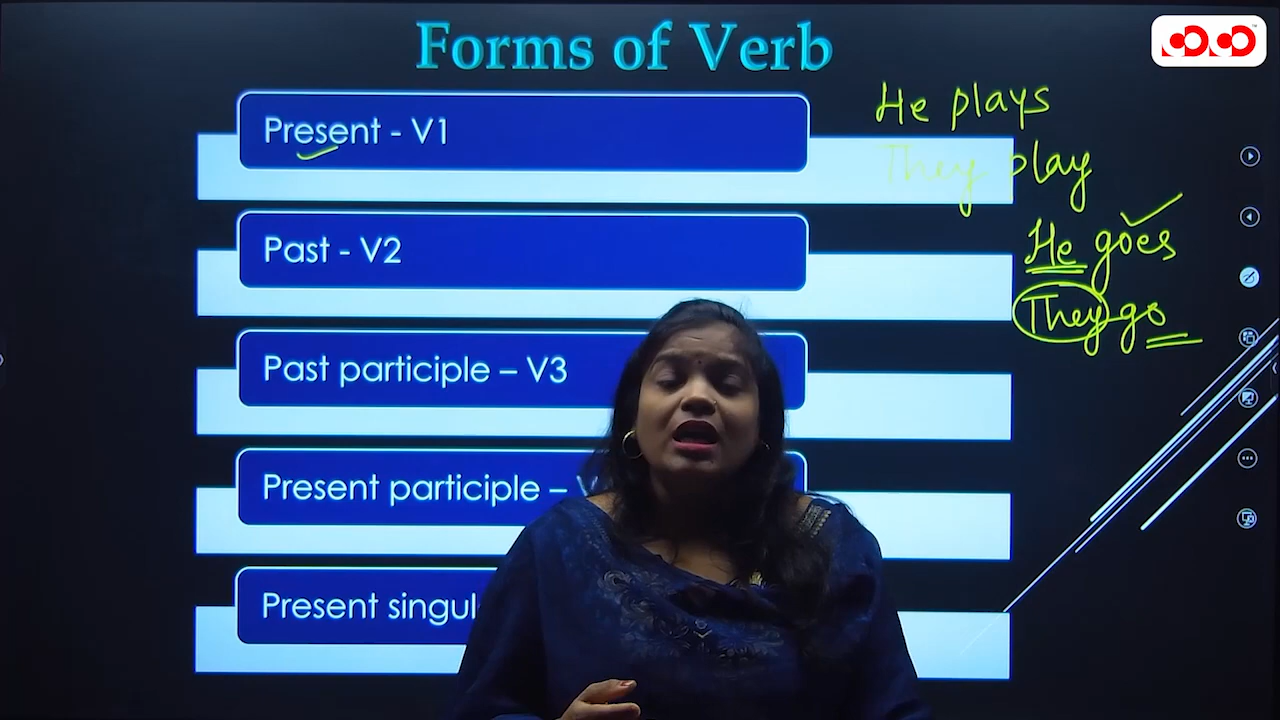 Forms of Verb
Present - V1
Past - V2
Past participle – V3
Present participle –
Present
He plays
They play
He goes
They go